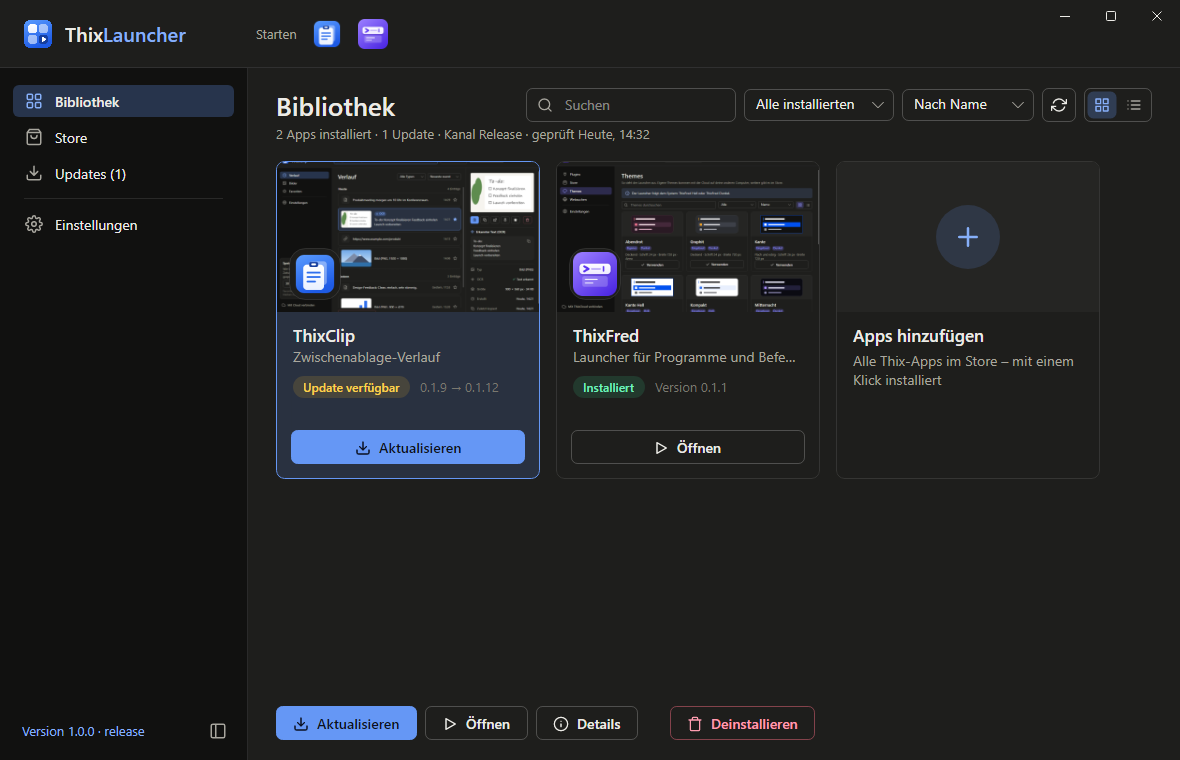 ThixLauncher
Starten
Bibliothek
Store
Updates (1)
Einstellungen
Version 1.0.0 · release
Bibliothek
Suchen
Alle installierten
Nach Name
2 Apps installiert · 1 Update · Kanal Release · geprüft Heute, 14:32
Verlauf
ThixClip
Zwischenablage-Verlauf
Update verfügbar
0.1.9 → 0.1.12
Aktualisieren
Themes
ThixFred
Launcher für Programme und Befe...
Installiert
Version 0.1.1
Öffnen
Apps hinzufügen
Alle Thix-Apps im Store – mit einem
Klick installiert
Aktualisieren
Öffnen
Details
Deinstallieren